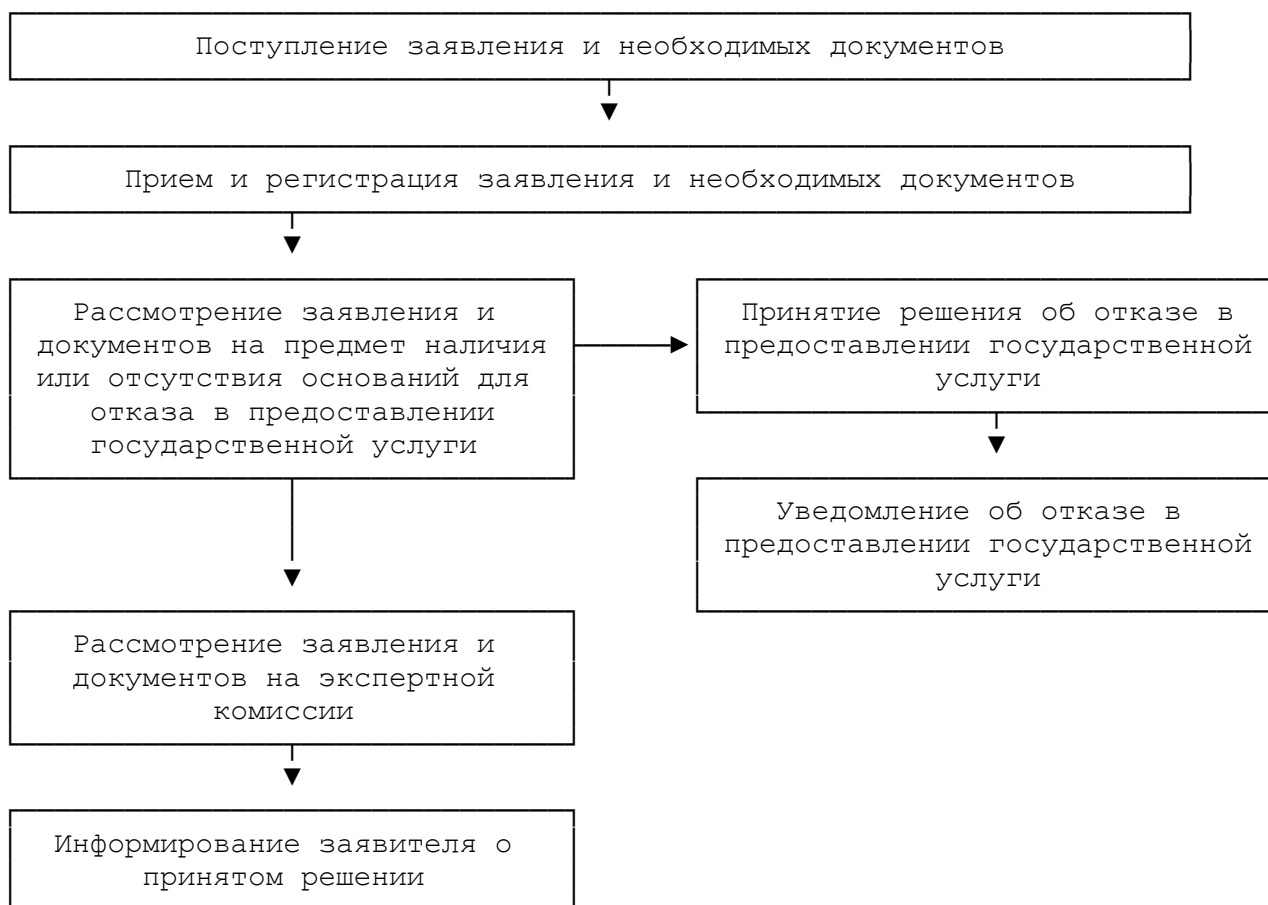 Поступление заявления и необходимых документов
Прием и регистрация заявления и необходимых документов
Рассмотрение заявления и
документов на предмет наличия
или отсутствия оснований для
отказа в предоставлении
государственной услуги
Принятие решения об отказе в
предоставлении государственной
услуги
Уведомление об отказе в
предоставлении государственной
услуги
Рассмотрение заявления и
документов на экспертной
комиссии
Информирование заявителя о
принятом решении